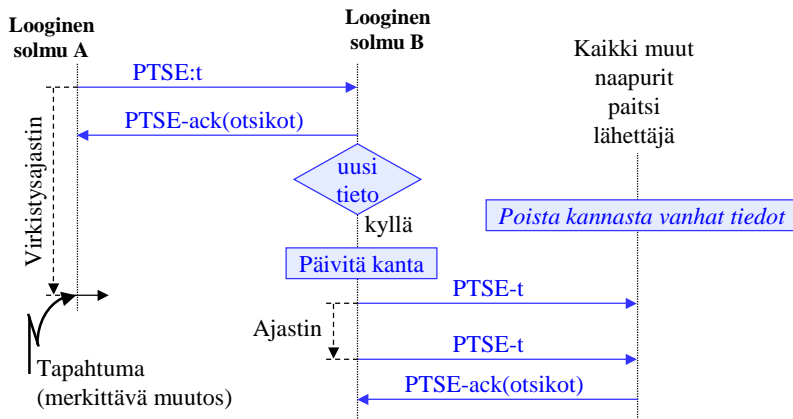 Looginen
solmu A
Looginen
solmu B
Kaikki muut
naapurit
paitsi
lähettäjä
PTSE:t
PTSE-ack(otsikot)
Virkistysajastin
uusi
tieto
kyllä
Poista kannasta vanhat tiedot
Päivitä kanta
PTSE-t
Ajastin
PTSE-t
Tapahtuma
(merkittävä muutos)
PTSE-ack(otsikot)